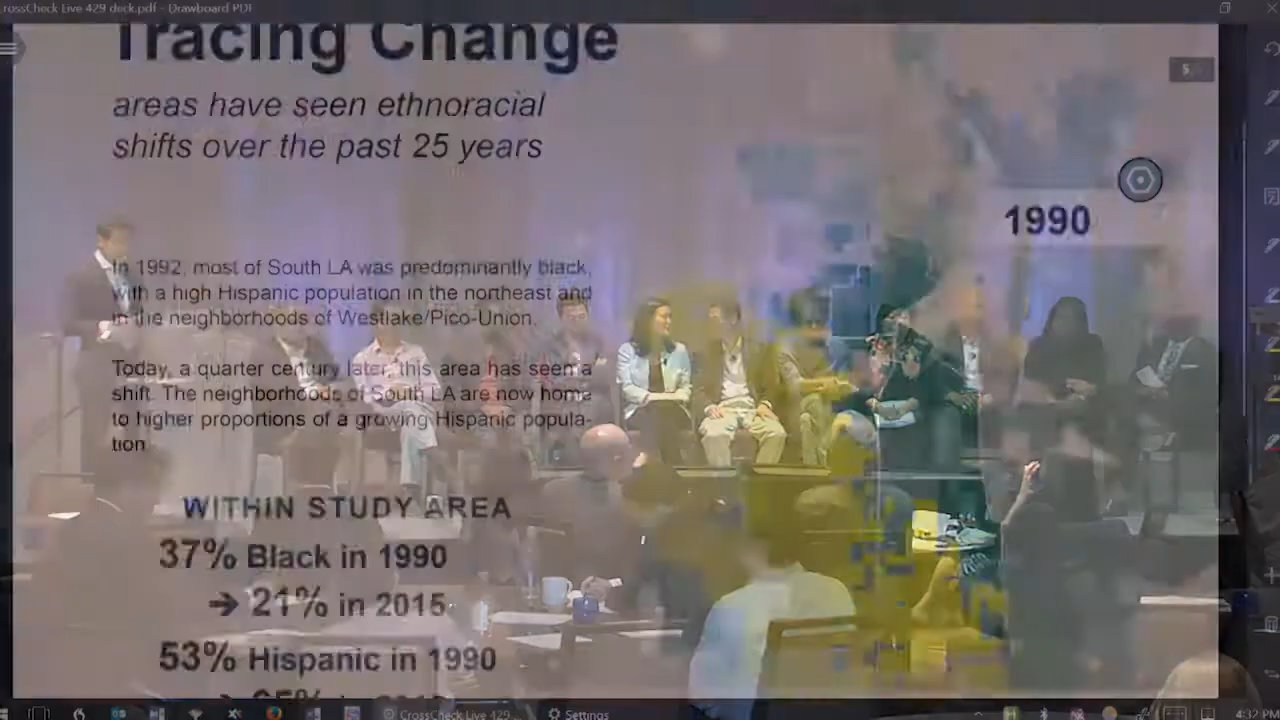 rossCheck Live 429 deck.pdf - Drawboard PDF
Tracing Change
5
areas have seen ethnoracial
shifts over the past 25 years
1990
In 1992, most of South LA was predominantly black,
with a high Hispanic population in the northeast and
in the neighborhoods of Westlake/Pico-Union.
Today, a quarter century later, this area has seen a
shift. The neighborhoods of South LA are now home
to higher proportions of a growing Hispanic popula-
tion
WITHIN STUDY AREA
37% Black in 1990
→ 21% in 2015
53% Hispanic in 1990
CrossCheck Live 429...
Settings
4:32 PM